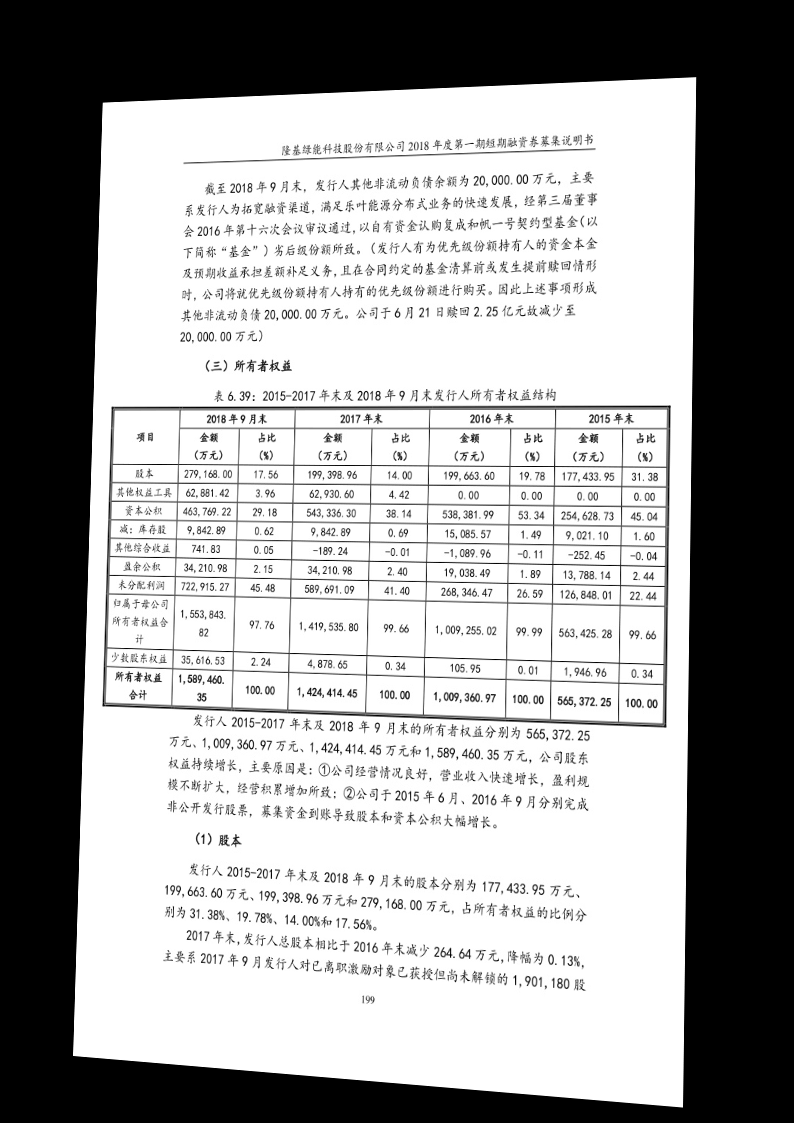 隆基绿能科技股份有限公司 2018 年度第一期短期融资券募集说明书
截至 2018 年 9 月末，发行人其他非流动负债余额为 20,000.00 万元，主要
系发行人为拓宽融资渠道，满足乐叶能源分布式业务的快速发展，经第三届董事
会 2016 年第十六次会议审议通过，以自有资金认购复成和帆一号契约型基金（以
下简称“基金”）劣后级份额所致。（发行人有为优先级份额持有人的资金本金
及预期收益承担差额补足义务，且在合同约定的基金清算前或发生提前赎回情形
时，公司将就优先级份额持有人持有的优先级份额进行购买。因此上述事项形成
其他非流动负债 20,000.00 万元。公司于 6 月 21 日赎回 2.25 亿元故减少至
20,000.00 万元）
（三）所有者权益
表 6.39：2015-2017 年末及 2018 年 9 月末发行人所有者权益结构
项目 2018 年 9 月末 2017 年末 2016 年末 2015 年末
金额 占比 金额 占比 金额 占比 金额 占比
（万元） （%） （万元） （%） （万元） （%） （万元） （%）
股本 279,168.00 17.56 199,398.96 14.00 199,663.60 19.78 177,433.95 31.38
其他权益工具 62,881.42 3.96 62,930.60 4.42 0.00 0.00 0.00 0.00
资本公积 463,769.22 29.18 543,336.30 38.14 538,381.99 53.34 254,628.73 45.04
减：库存股 9,842.89 0.62 9,842.89 0.69 15,085.57 1.49 9,021.10 1.60
其他综合收益 741.83 0.05 -189.24 -0.01 -1,089.96 -0.11 -252.45 -0.04
盈余公积 34,210.98 2.15 34,210.98 2.40 19,038.49 1.89 13,788.14 2.44
未分配利润 722,915.27 45.48 589,691.09 41.40 268,346.47 26.59 126,848.01 22.44
归属于母公司
所有者权益合
计 1,553,843.
82 97.76 1,419,535.80 99.66 1,009,255.02 99.99 563,425.28 99.66
少数股东权益 35,616.53 2.24 4,878.65 0.34 105.95 0.01 1,946.96 0.34
所有者权益
合计 1,589,460.
35 100.00 1,424,414.45 100.00 1,009,360.97 100.00 565,372.25 100.00
发行人 2015-2017 年末及 2018 年 9 月末的所有者权益分别为 565,372.25
万元、1,009,360.97 万元、1,424,414.45 万元和 1,589,460.35 万元，公司股东
权益持续增长，主要原因是：①公司经营情况良好，营业收入快速增长，盈利规
模不断扩大，经营积累增加所致；②公司于 2015 年 6 月、2016 年 9 月分别完成
非公开发行股票，募集资金到账导致股本和资本公积大幅增长。
（1）股本
发行人 2015-2017 年末及 2018 年 9 月末的股本分别为 177,433.95 万元、
199,663.60 万元、199,398.96 万元和 279,168.00 万元，占所有者权益的比例分
别为 31.38%、19.78%、14.00%和 17.56%。
2017 年末，发行人总股本相比于 2016 年末减少 264.64 万元，降幅为 0.13%，
主要系 2017 年 9 月发行人对已离职激励对象已获授但尚未解锁的 1,901,180 股
199